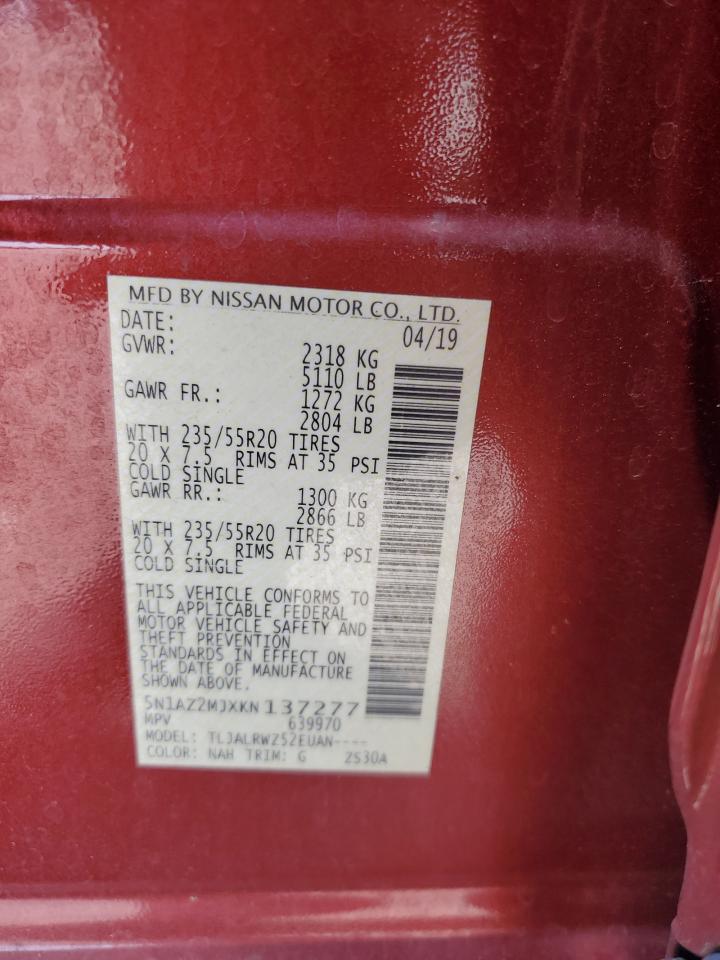 MFD BY NISSAN MOTOR CO., LTD.
DATE: 04/19
GVWR: 2318 KG
5110 LB
GAWR FR.: 1272 KG
2804 LB
WITH 235/55R20 TIRES
20 X 7.5 RIMS AT 35 PSI
COLD SINGLE
GAWR RR.: 1300 KG
2866 LB
WITH 235/55R20 TIRES
20 X 7.5 RIMS AT 35 PSI
COLD SINGLE
THIS VEHICLE CONFORMS TO
ALL APPLICABLE FEDERAL
MOTOR VEHICLE SAFETY AND
THEFT PREVENTION
STANDARDS IN EFFECT ON
THE DATE OF MANUFACTURE
SHOWN ABOVE.
5N1AZ2MJXKN137277
MPV 639970
MODEL: TLJALRWZ52EUAN----
COLOR: NAH TRIM: G ZS30A